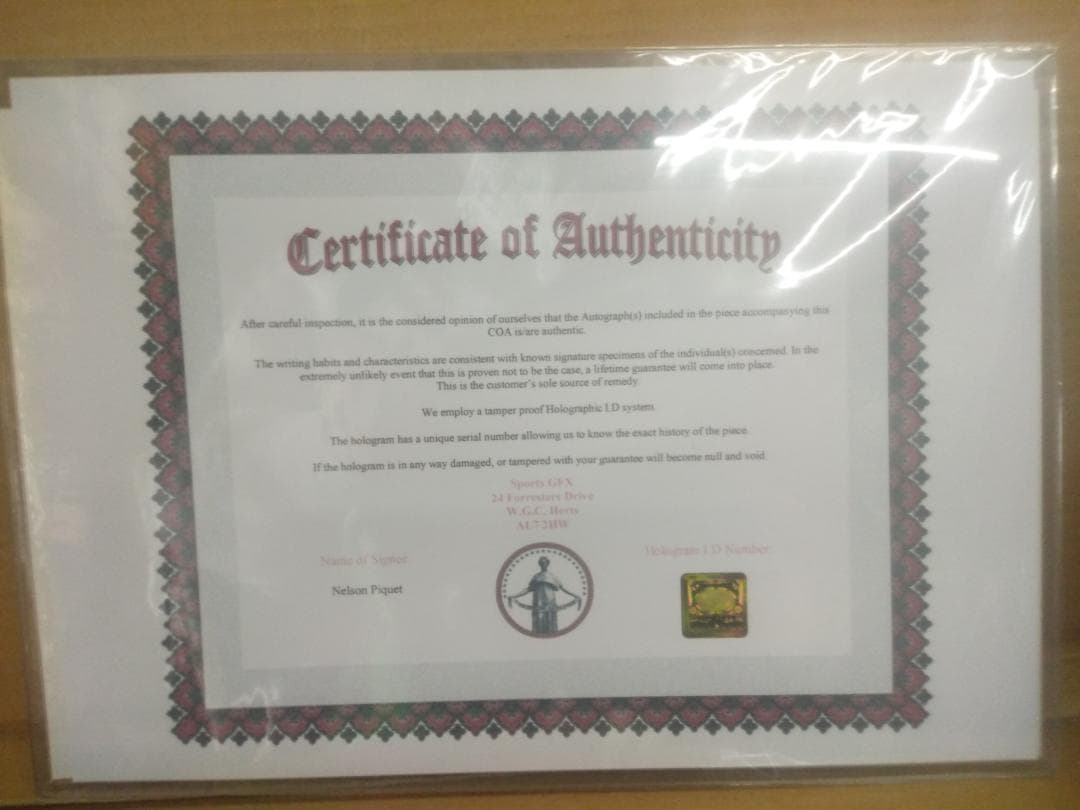 Certificate of Authenticity
After careful inspection, it is the considered opinion of ourselves that the Autograph(s) included in the piece accompanying this
COA is/are authentic.
The writing habits and characteristics are consistent with known signature specimens of the individual(s) concerned. In the
extremely unlikely event that this is proven not to be the case, a lifetime guarantee will come into place.
This is the customer's sole source of remedy.
We employ a tamper proof Holographic I.D system.
The hologram has a unique serial number allowing us to know the exact history of the piece.
If the hologram is in any way damaged, or tampered with your guarantee will become null and void.
Sports GFX
24 Forresters Drive
W.G.C. Herts
AL7 2HW
Name of Signer:
Hologram I.D Number:
Nelson Piquet